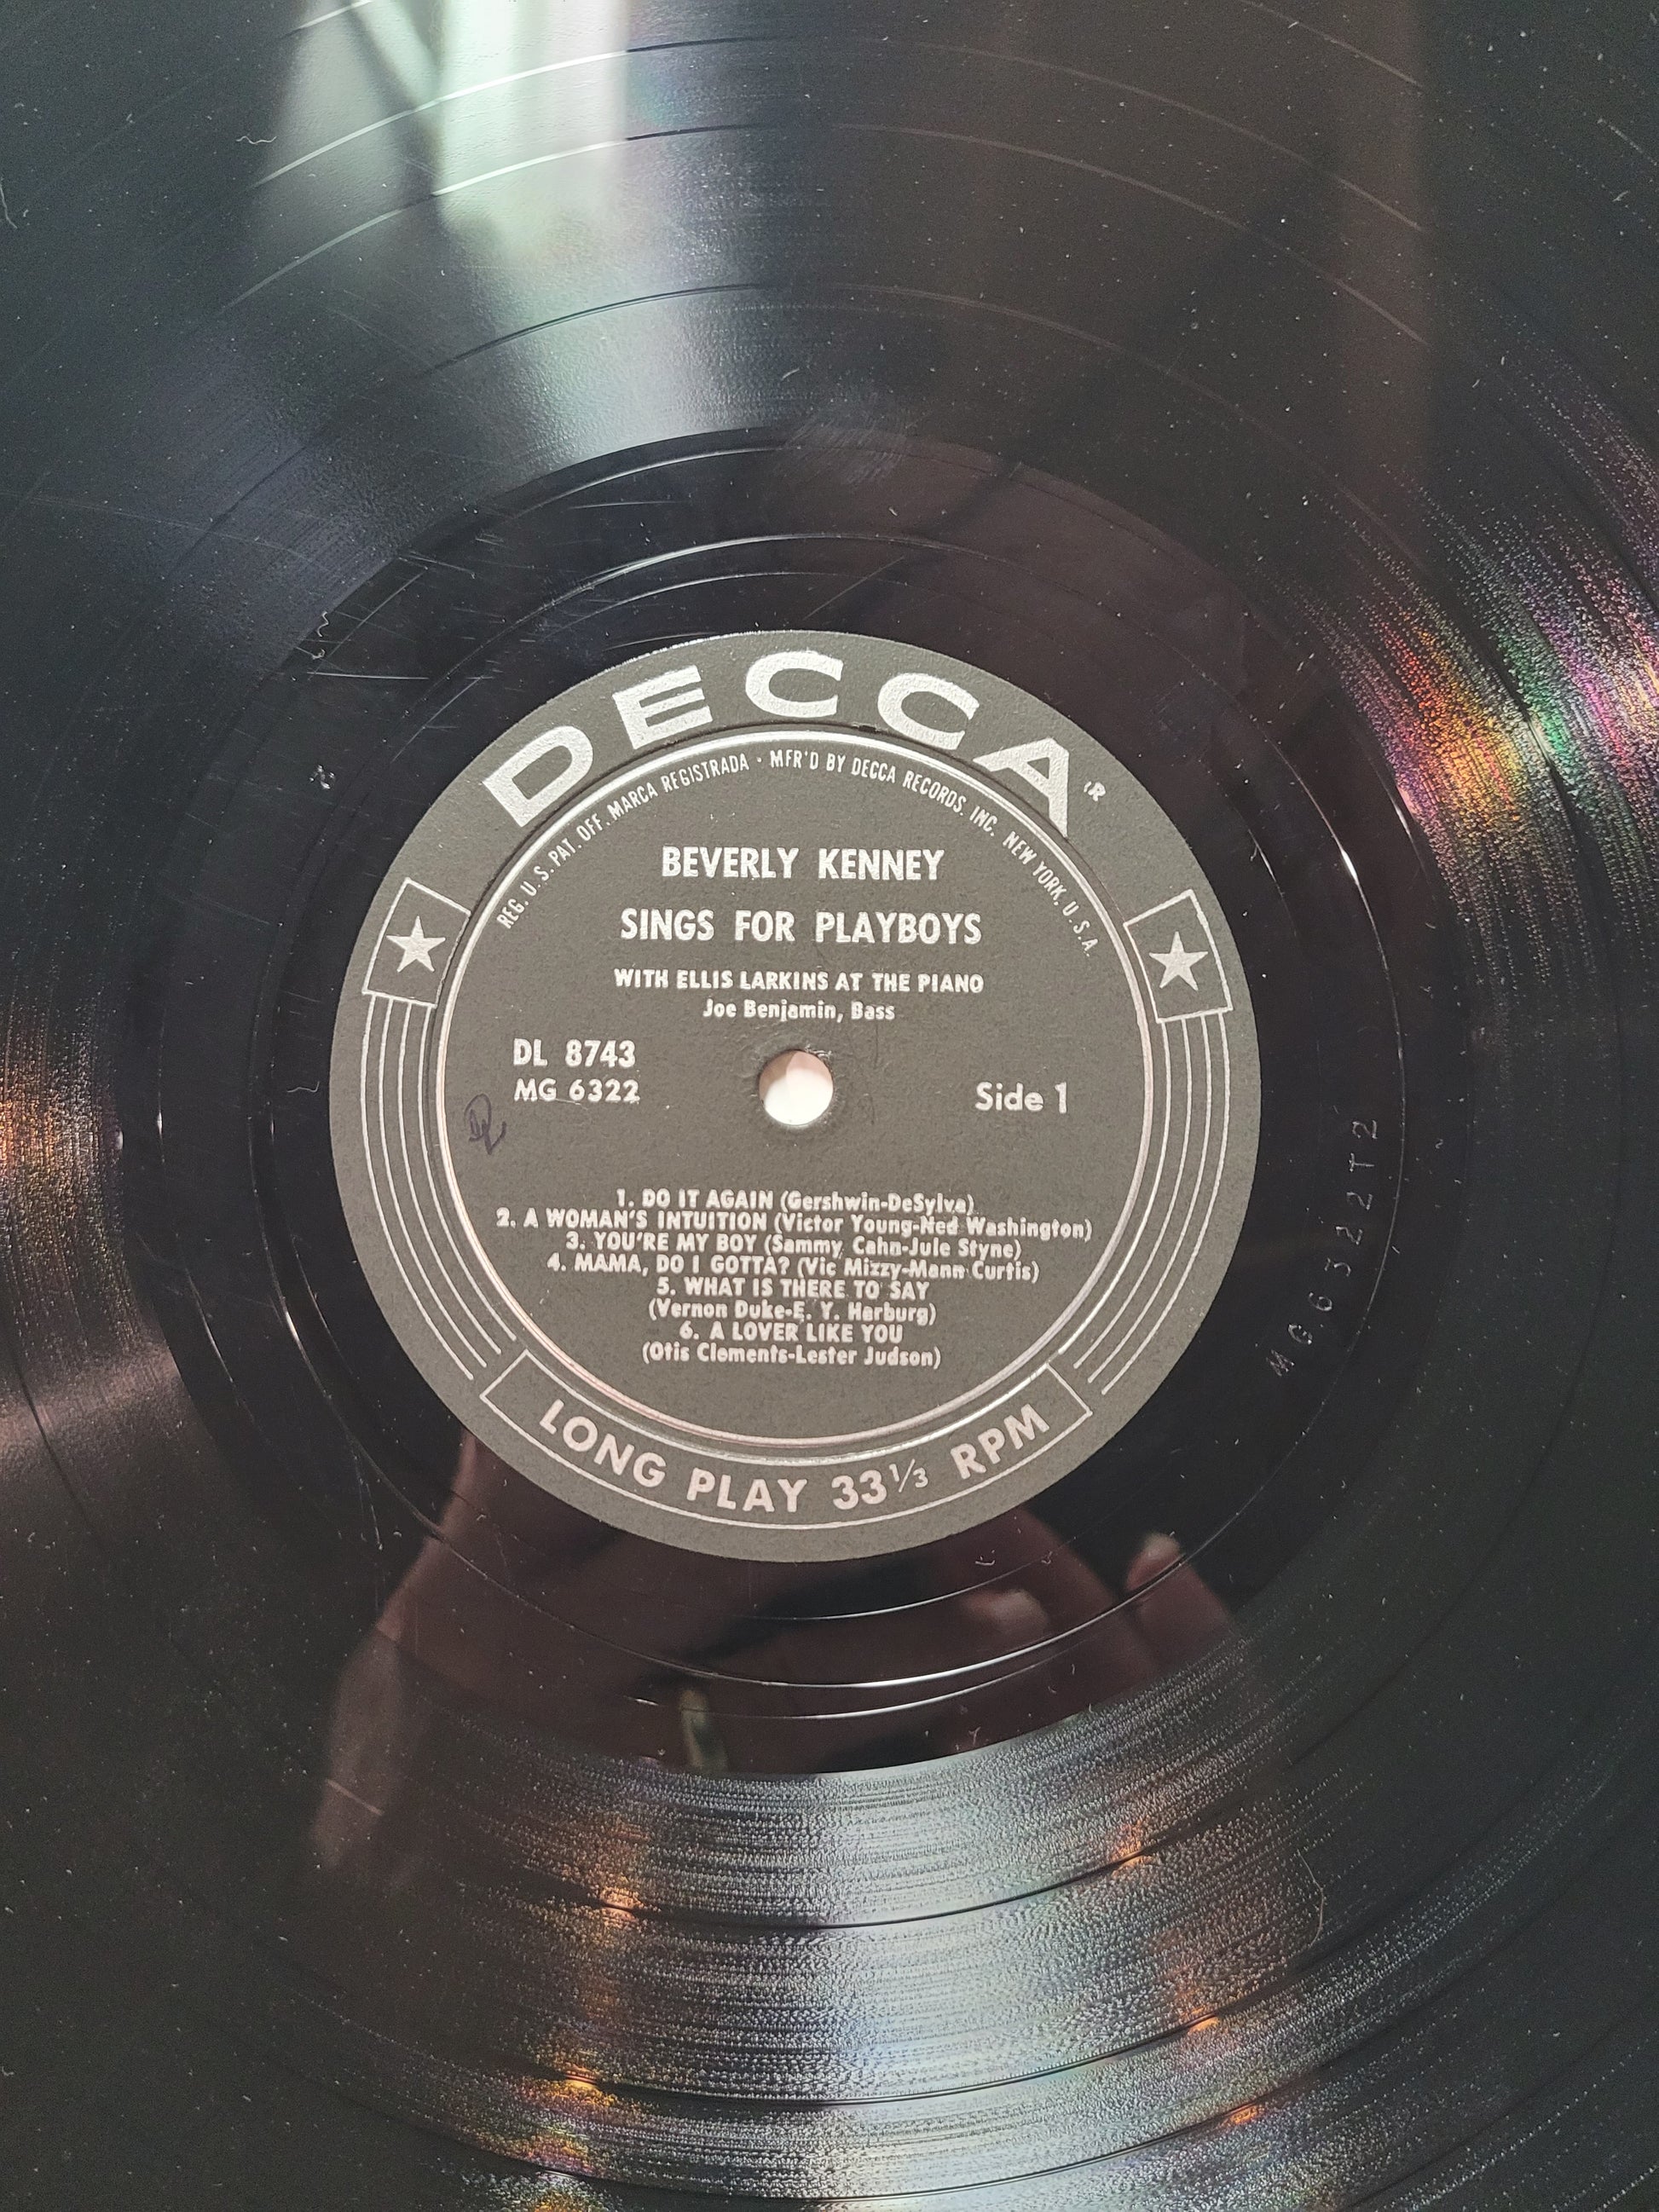 DECCA®
REG. U.S. PAT. OFF. MARCA REGISTRADA · MFR'D BY DECCA RECORDS, INC. NEW YORK, U.S.A.
BEVERLY KENNEY
SINGS FOR PLAYBOYS
WITH ELLIS LARKINS AT THE PIANO
Joe Benjamin, Bass
DL 8743
MG 6322
Side 1
1. DO IT AGAIN (Gershwin-DeSylva)
2. A WOMAN'S INTUITION (Victor Young-Ned Washington)
3. YOU'RE MY BOY (Sammy Cahn-Jule Styne)
4. MAMA, DO I GOTTA? (Vic Mizzy-Mann Curtis)
5. WHAT IS THERE TO SAY
(Vernon Duke-E. Y. Harburg)
6. A LOVER LIKE YOU
(Otis Clements-Lester Judson)
LONG PLAY 33⅓ RPM
MG 6322 T2